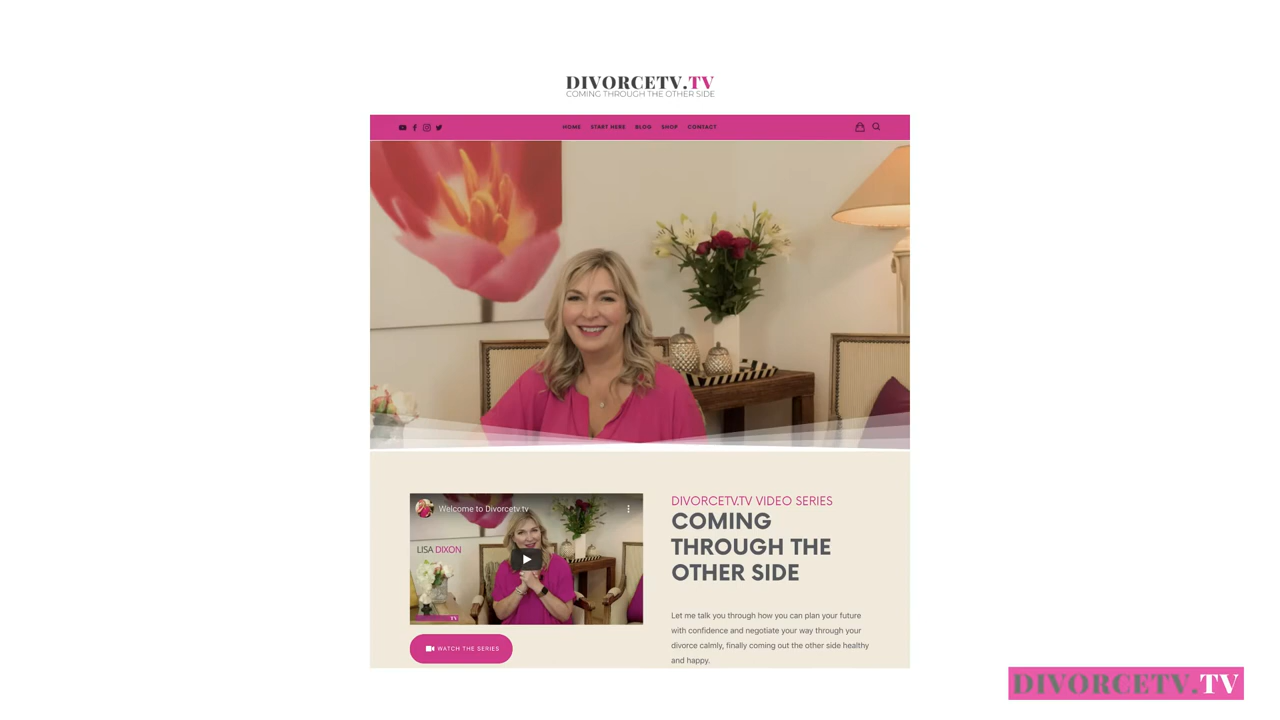 DIVORCETV.TV
COMING THROUGH THE OTHER SIDE
HOME START HERE BLOG SHOP CONTACT
Welcome to Divorcetv.tv
LISA DIXON
TV
WATCH THE SERIES
DIVORCETV.TV VIDEO SERIES
COMING
THROUGH THE
OTHER SIDE
Let me talk you through how you can plan your future
with confidence and negotiate your way through your
divorce calmly, finally coming out the other side healthy
and happy.
DIVORCETV.TV